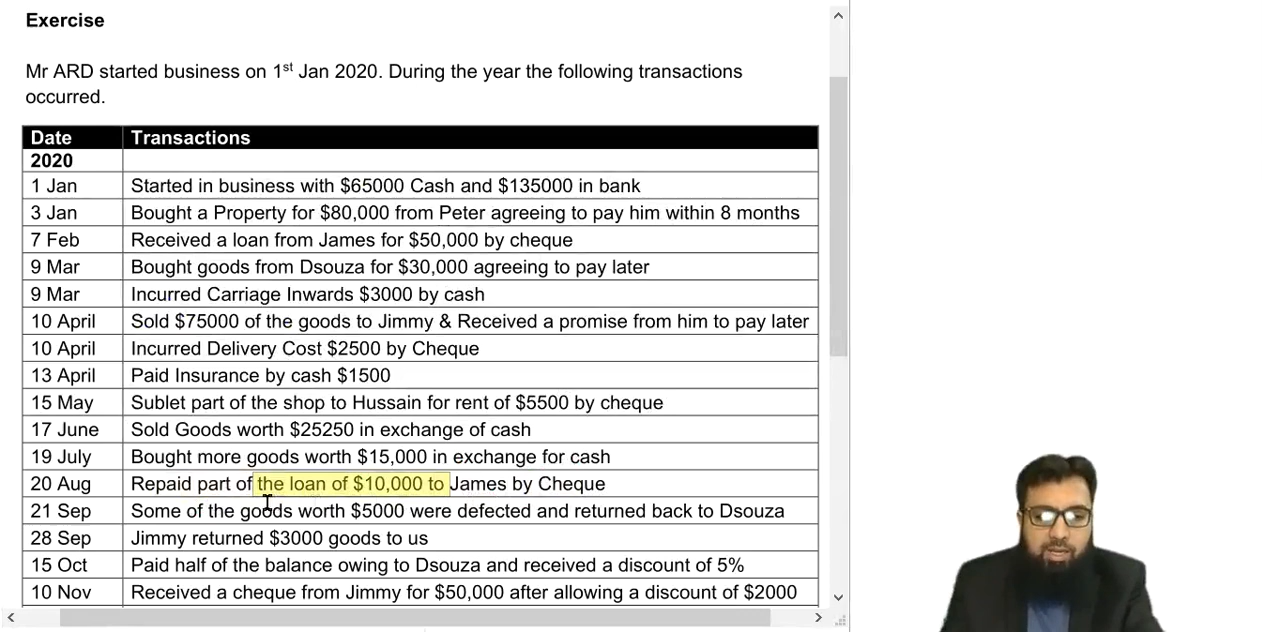 Exercise
Mr ARD started business on 1st Jan 2020. During the year the following transactions
occurred.
Date Transactions
2020
1 Jan Started in business with $65000 Cash and $135000 in bank
3 Jan Bought a Property for $80,000 from Peter agreeing to pay him within 8 months
7 Feb Received a loan from James for $50,000 by cheque
9 Mar Bought goods from Dsouza for $30,000 agreeing to pay later
9 Mar Incurred Carriage Inwards $3000 by cash
10 April Sold $75000 of the goods to Jimmy & Received a promise from him to pay later
10 April Incurred Delivery Cost $2500 by Cheque
13 April Paid Insurance by cash $1500
15 May Sublet part of the shop to Hussain for rent of $5500 by cheque
17 June Sold Goods worth $25250 in exchange of cash
19 July Bought more goods worth $15,000 in exchange for cash
20 Aug Repaid part of the loan of $10,000 to James by Cheque
21 Sep Some of the goods worth $5000 were defected and returned back to Dsouza
28 Sep Jimmy returned $3000 goods to us
15 Oct Paid half of the balance owing to Dsouza and received a discount of 5%
10 Nov Received a cheque from Jimmy for $50,000 after allowing a discount of $2000